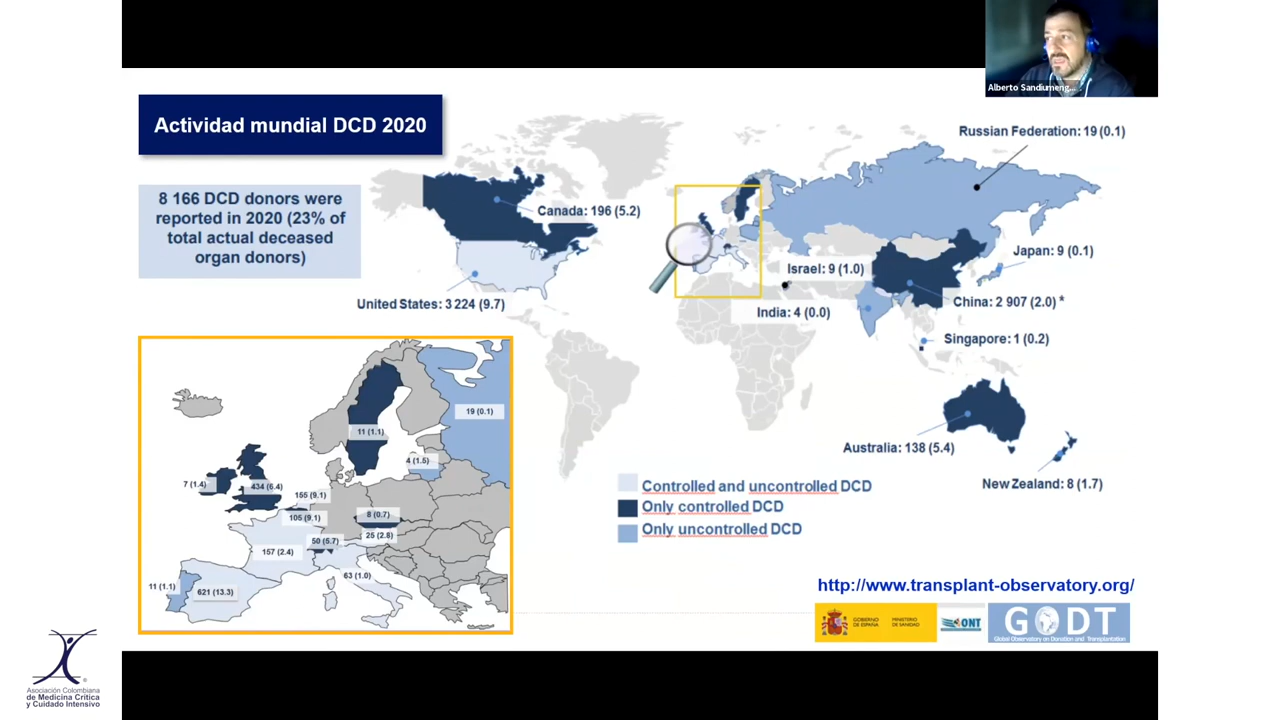 Alberto Sandiumeng...
Actividad mundial DCD 2020
8 166 DCD donors were
reported in 2020 (23% of
total actual deceased
organ donors)
Russian Federation: 19 (0.1)
Canada: 196 (5.2)
Japan: 9 (0.1)
Israel: 9 (1.0)
United States: 3 224 (9.7)
China: 2 907 (2.0) *
India: 4 (0.0)
Singapore: 1 (0.2)
Australia: 138 (5.4)
New Zealand: 8 (1.7)
19 (0.1)
11 (1.1)
4 (1.5)
7 (1.4)
434 (6.4)
155 (9.1)
105 (9.1)
8 (0.7)
25 (2.8)
50 (5.7)
157 (2.4)
63 (1.0)
11 (1.1)
621 (13.3)
Controlled and uncontrolled DCD
Only controlled DCD
Only uncontrolled DCD
http://www.transplant-observatory.org/
GOBIERNO
DE ESPAÑA
MINISTERIO
DE SANIDAD
ONT
GODT
Global Observatory on Donation and Transplantation
Asociación Colombiana
de Medicina Crítica
y Cuidado Intensivo